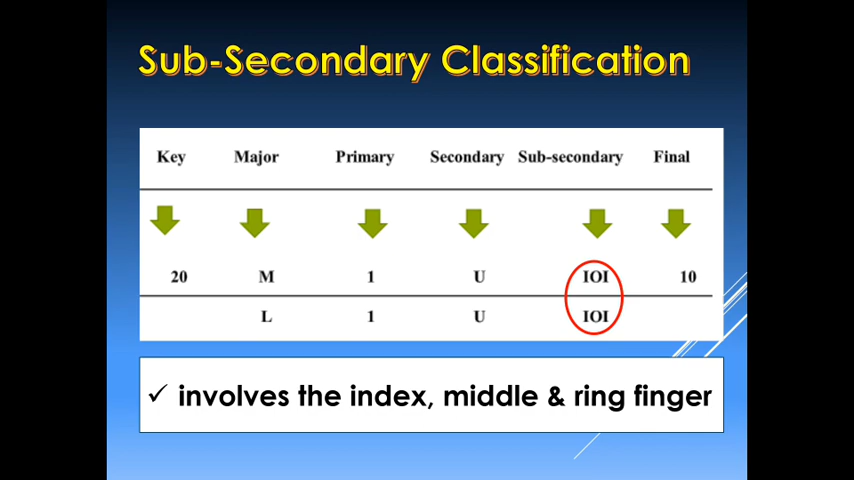 Sub-Secondary Classification
Key Major Primary Secondary Sub-secondary Final
20 M 1 U IOI 10
L 1 U IOI
✓ involves the index, middle & ring finger